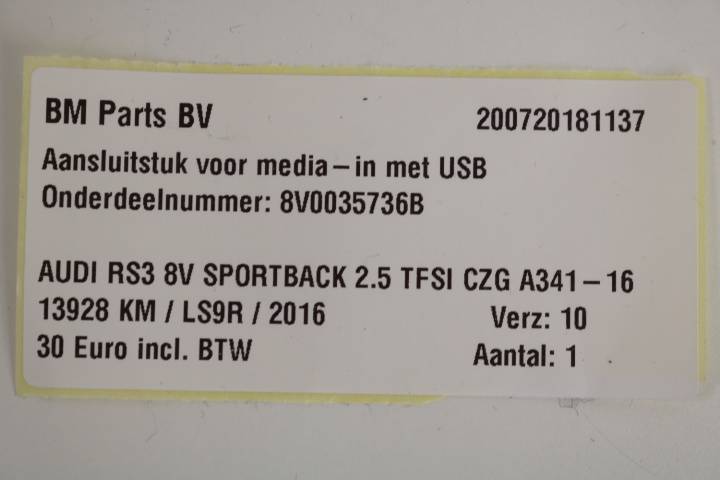 BM Parts BV 200720181137
Aansluitstuk voor media-in met USB
Onderdeelnummer: 8V0035736B
AUDI RS3 8V SPORTBACK 2.5 TFSI CZG A341-16
13928 KM / LS9R / 2016 Verz: 10
30 Euro incl. BTW Aantal: 1